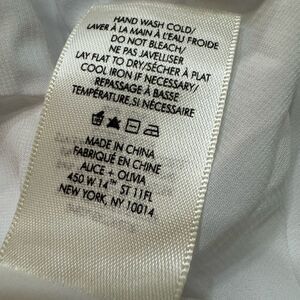 HAND WASH COLD/
LAVER À LA MAIN À L'EAU FROIDE
DO NOT BLEACH/
NE PAS JAVELLISER
LAY FLAT TO DRY/SÉCHER À PLAT
COOL IRON IF NECESSARY/
REPASSAGE À BASSE
TEMPÉRATURE,SI NÉCESSAIRE
MADE IN CHINA
FABRIQUÉ EN CHINE
ALICE + OLIVIA
450 W 14TH ST 11FL
NEW YORK, NY 10014